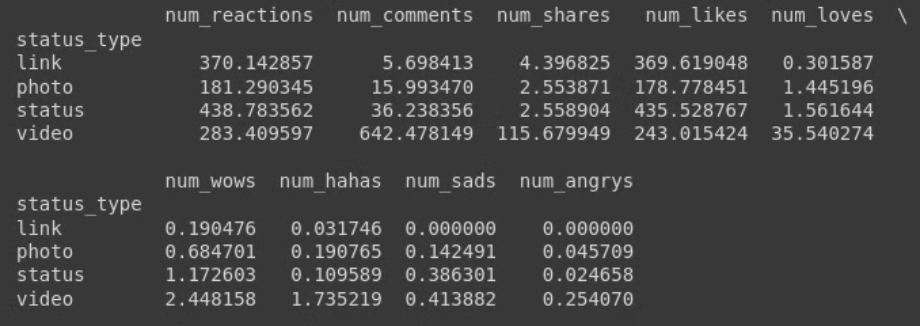 num_reactions num_comments num_shares num_likes num_loves \
status_type
link 370.142857 5.698413 4.396825 369.619048 0.301587
photo 181.290345 15.993470 2.553871 178.778451 1.445196
status 438.783562 36.238356 2.558904 435.528767 1.561644
video 283.409597 642.478149 115.679949 243.015424 35.540274
num_wows num_hahas num_sads num_angrys
status_type
link 0.190476 0.031746 0.000000 0.000000
photo 0.684701 0.190765 0.142491 0.045709
status 1.172603 0.109589 0.386301 0.024658
video 2.448158 1.735219 0.413882 0.254070